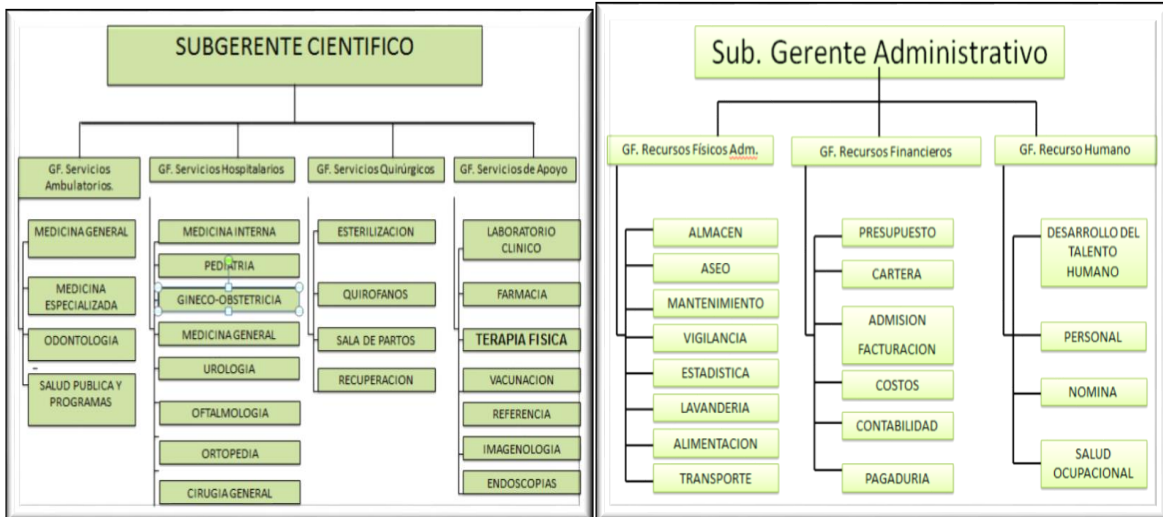 SUBGERENTE CIENTIFICO
GF. Servicios
Ambulatorios.
MEDICINA GENERAL
MEDICINA
ESPECIALIZADA
ODONTOLOGIA
SALUD PUBLICA Y
PROGRAMAS
GF. Servicios Hospitalarios
MEDICINA INTERNA
PEDIATRIA
GINECO-OBSTETRICIA
MEDICINA GENERAL
UROLOGIA
OFTALMOLOGIA
ORTOPEDIA
CIRUGIA GENERAL
GF. Servicios Quirùrgicos
ESTERILIZACION
QUIROFANOS
SALA DE PARTOS
RECUPERACION
GF. Servicios de Apoyo
LABORATORIO
CLINICO
FARMACIA
TERAPIA FISICA
VACUNACION
REFERENCIA
IMAGENOLOGIA
ENDOSCOPIAS
Sub. Gerente Administrativo
GF. Recursos Físicos Adm.
ALMACEN
ASEO
MANTENIMIENTO
VIGILANCIA
ESTADISTICA
LAVANDERIA
ALIMENTACION
TRANSPORTE
GF. Recursos Financieros
PRESUPUESTO
CARTERA
ADMISION
FACTURACION
COSTOS
CONTABILIDAD
PAGADURIA
GF. Recurso Humano
DESARROLLO DEL
TALENTO
HUMANO
PERSONAL
NOMINA
SALUD
OCUPACIONAL